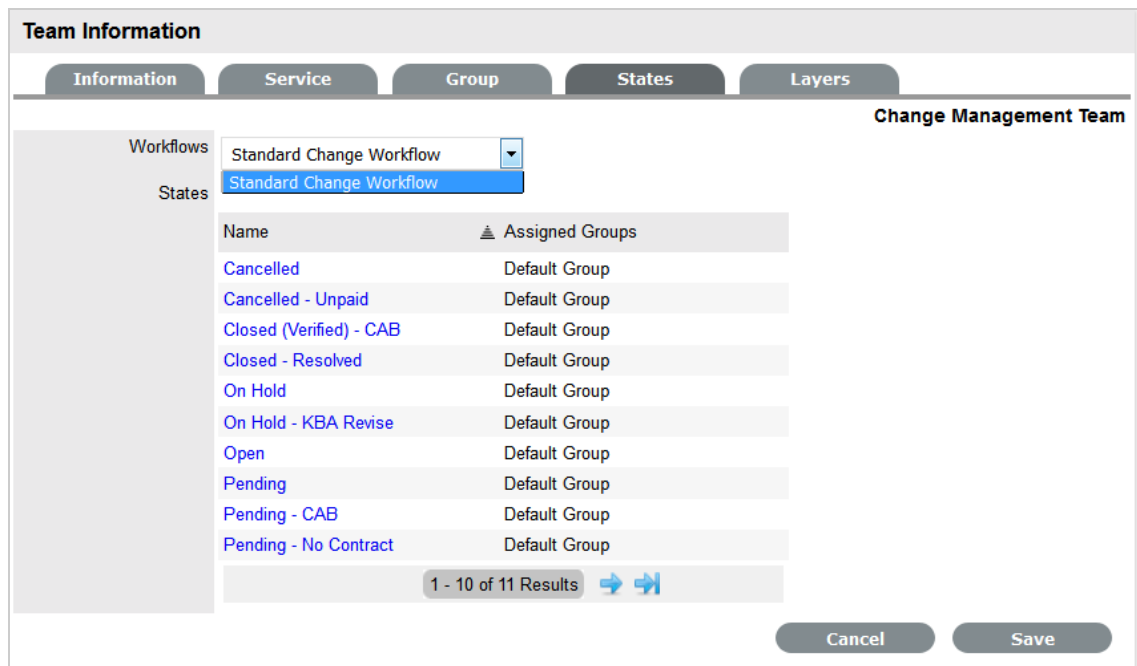 Team Information
Information Service Group States Layers
Change Management Team
Workflows Standard Change Workflow
Standard Change Workflow
States
Name Assigned Groups
Cancelled Default Group
Cancelled - Unpaid Default Group
Closed (Verified) - CAB Default Group
Closed - Resolved Default Group
On Hold Default Group
On Hold - KBA Revise Default Group
Open Default Group
Pending Default Group
Pending - CAB Default Group
Pending - No Contract Default Group
1 - 10 of 11 Results
Cancel Save